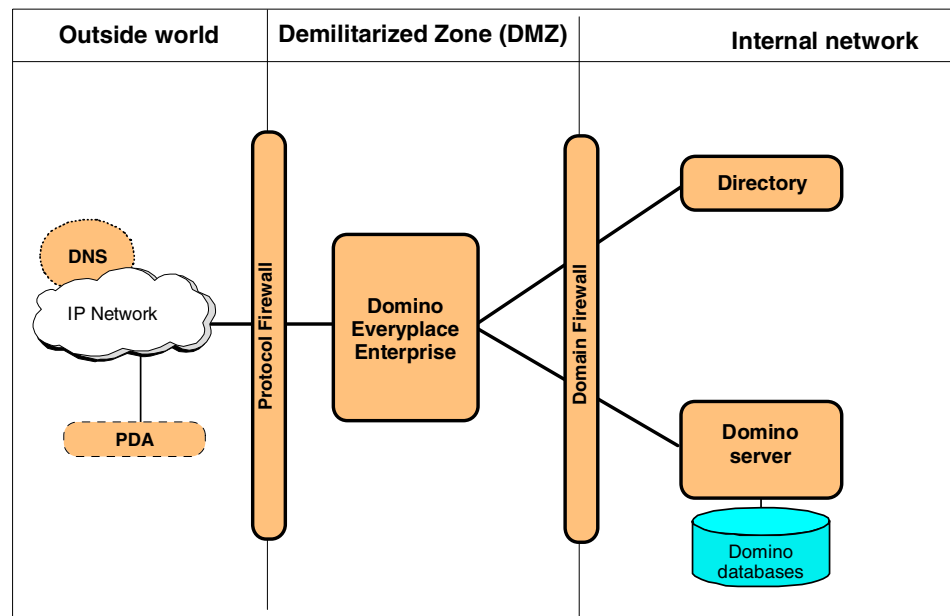 Outside world
Demilitarized Zone (DMZ)
Internal network
DNS
IP Network
PDA
Protocol Firewall
Domino
Everyplace
Enterprise
Domain Firewall
Directory
Domino
server
Domino
databases